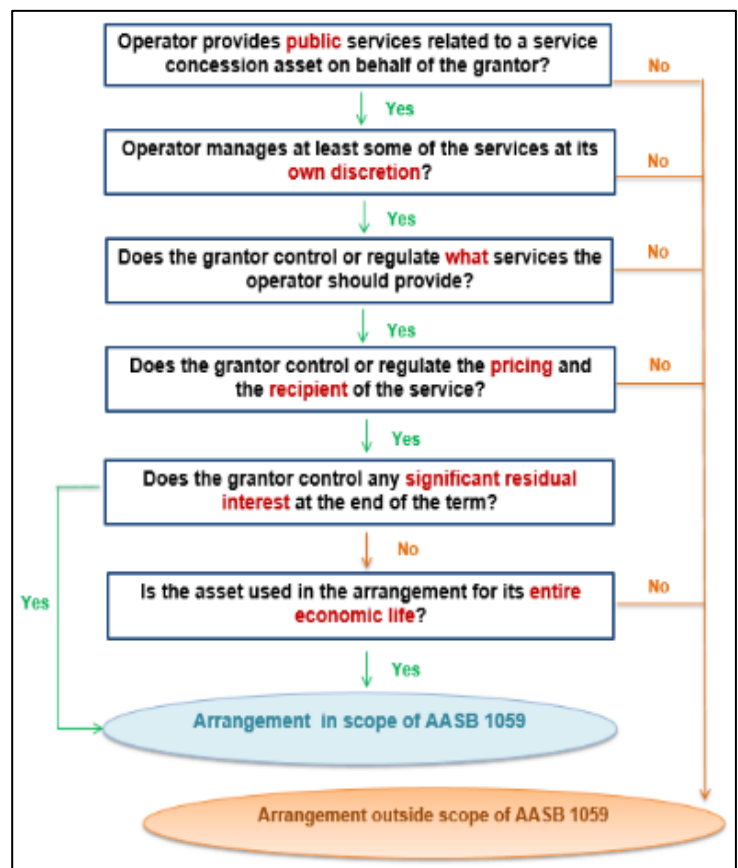 Operator provides public services related to a service
concession asset on behalf of the grantor?
No
Yes
Operator manages at least some of the services at its
own discretion?
No
Yes
Does the grantor control or regulate what services the
operator should provide?
No
Yes
Does the grantor control or regulate the pricing and
the recipient of the service?
No
Yes
Does the grantor control any significant residual
interest at the end of the term?
No
Yes
Is the asset used in the arrangement for its entire
economic life?
No
Yes
Arrangement in scope of AASB 1059
Arrangement outside scope of AASB 1059